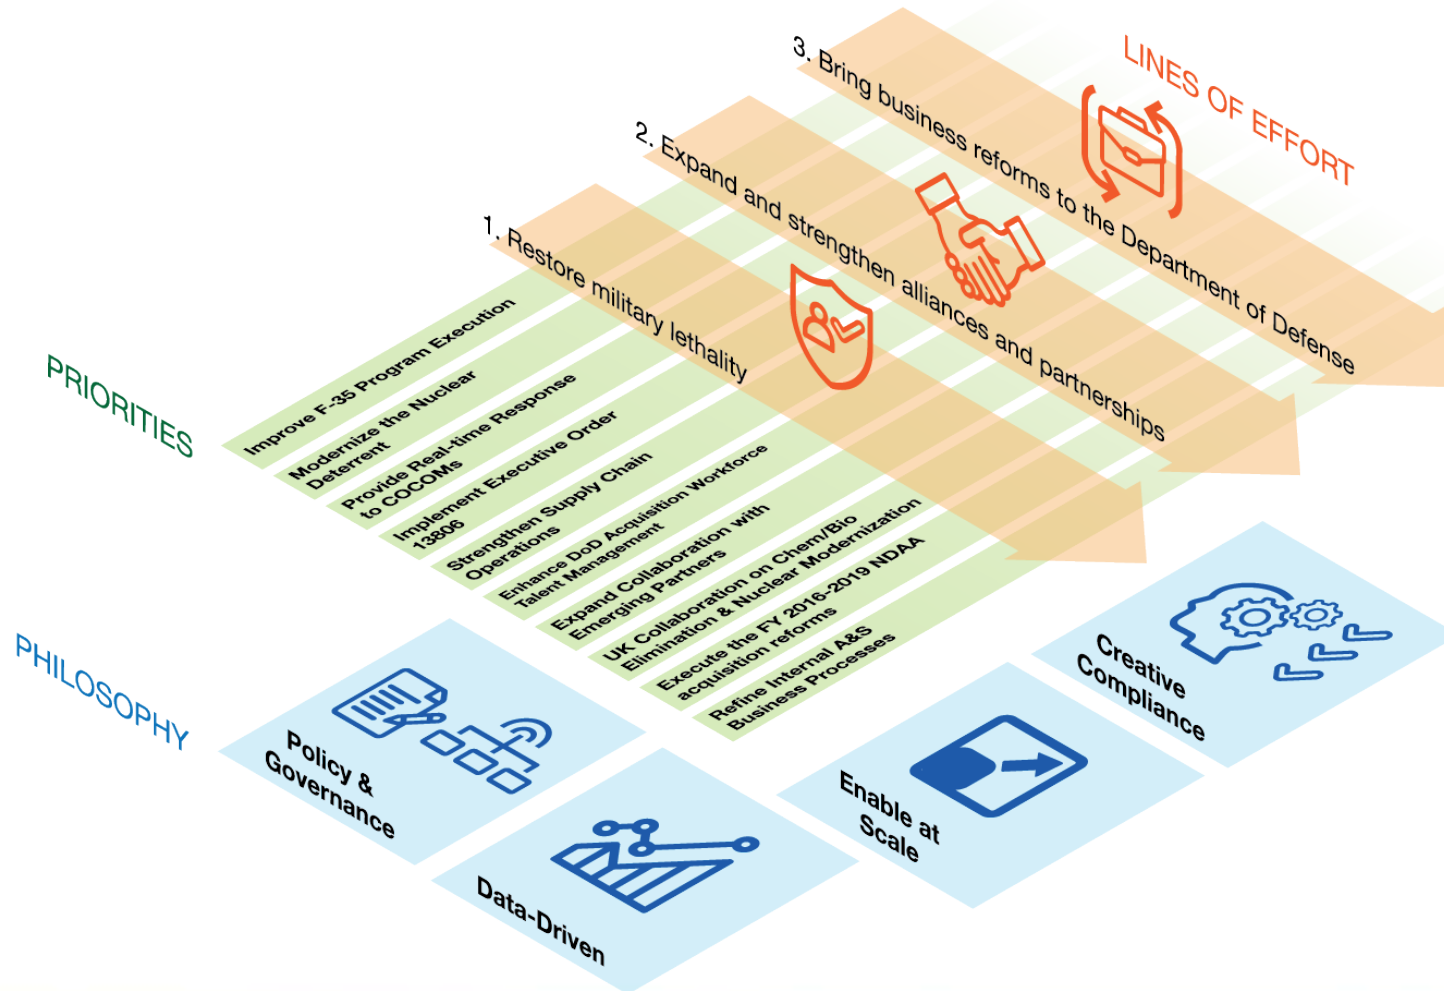 LINES OF EFFORT
3. Bring business reforms to the Department of Defense
2. Expand and strengthen alliances and partnerships
1. Restore military lethality
PRIORITIES
Improve F-35 Program Execution
Modernize the Nuclear
Deterrent
Provide Real-time Response
to COCOMs
Implement Executive Order
13806
Strengthen Supply Chain
Operations
Enhance DoD Acquisition Workforce
Talent Management
Expand Collaboration with
Emerging Partners
UK Collaboration on Chem/Bio
Elimination & Nuclear Modernization
Execute the FY 2016-2019 NDAA
acquisition reforms
Refine Internal A&S
Business Processes
PHILOSOPHY
Policy &
Governance
Data-Driven
Enable at
Scale
Creative
Compliance